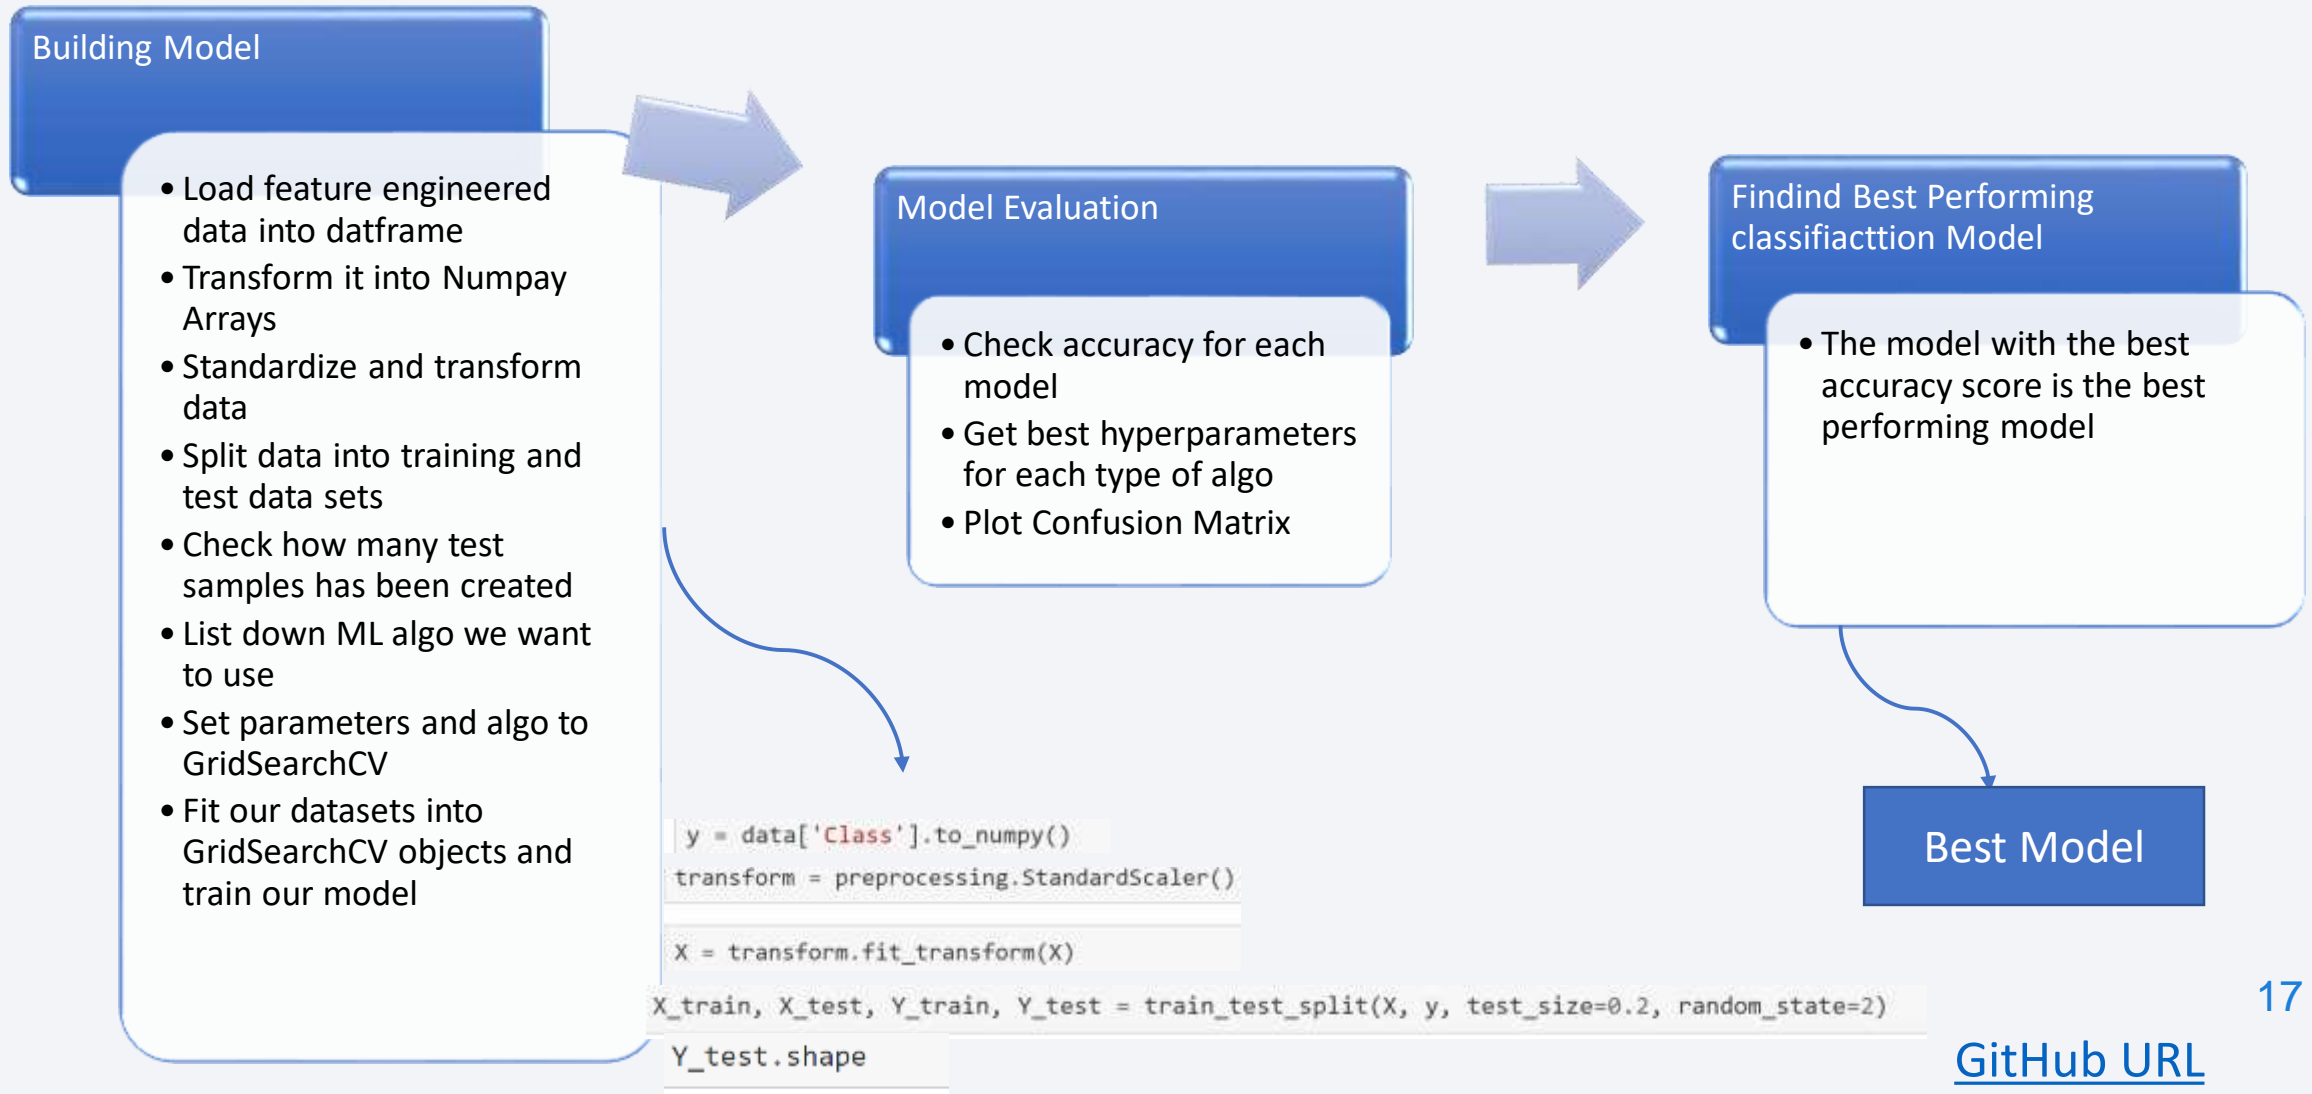 Building Model
• Load feature engineered
data into datframe
• Transform it into Numpay
Arrays
• Standardize and transform
data
• Split data into training and
test data sets
• Check how many test
samples has been created
• List down ML algo we want
to use
• Set parameters and algo to
GridSearchCV
• Fit our datasets into
GridSearchCV objects and
train our model
Model Evaluation
• Check accuracy for each
model
• Get best hyperparameters
for each type of algo
• Plot Confusion Matrix
Findind Best Performing
classifiacttion Model
• The model with the best
accuracy score is the best
performing model
Best Model
y = data['Class'].to_numpy()
transform = preprocessing.StandardScaler()
X = transform.fit_transform(X)
X_train, X_test, Y_train, Y_test = train_test_split(X, y, test_size=0.2, random_state=2)
Y_test.shape
17
GitHub URL